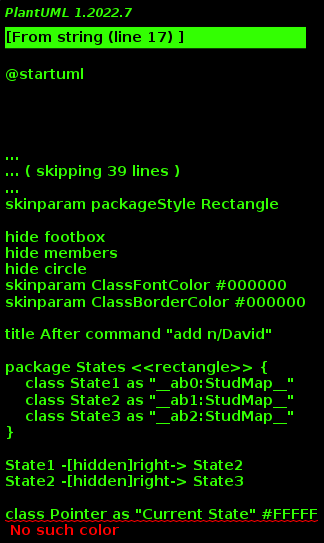 PlantUML 1.2022.7
[From string (line 17) ]
@startuml
...
... ( skipping 39 lines )
...
skinparam packageStyle Rectangle
hide footbox
hide members
hide circle
skinparam ClassFontColor #000000
skinparam ClassBorderColor #000000
title After command "add n/David"
package States <<rectangle>> {
class State1 as "__ab0:StudMap__"
class State2 as "__ab1:StudMap__"
class State3 as "__ab2:StudMap__"
}
State1 -[hidden]right-> State2
State2 -[hidden]right-> State3
class Pointer as "Current State" #FFFFF
No such color